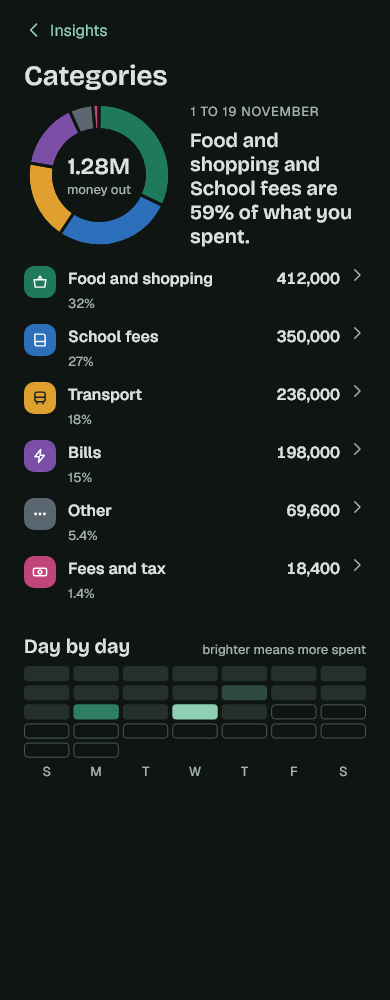 Insights
Categories
1.28M
money out
1 TO 19 NOVEMBER
Food and
shopping and
School fees are
59% of what you
spent.
Food and shopping 412,000
32%
School fees 350,000
27%
Transport 236,000
18%
Bills 198,000
15%
Other 69,600
5.4%
Fees and tax 18,400
1.4%
Day by day brighter means more spent
S M T W T F S